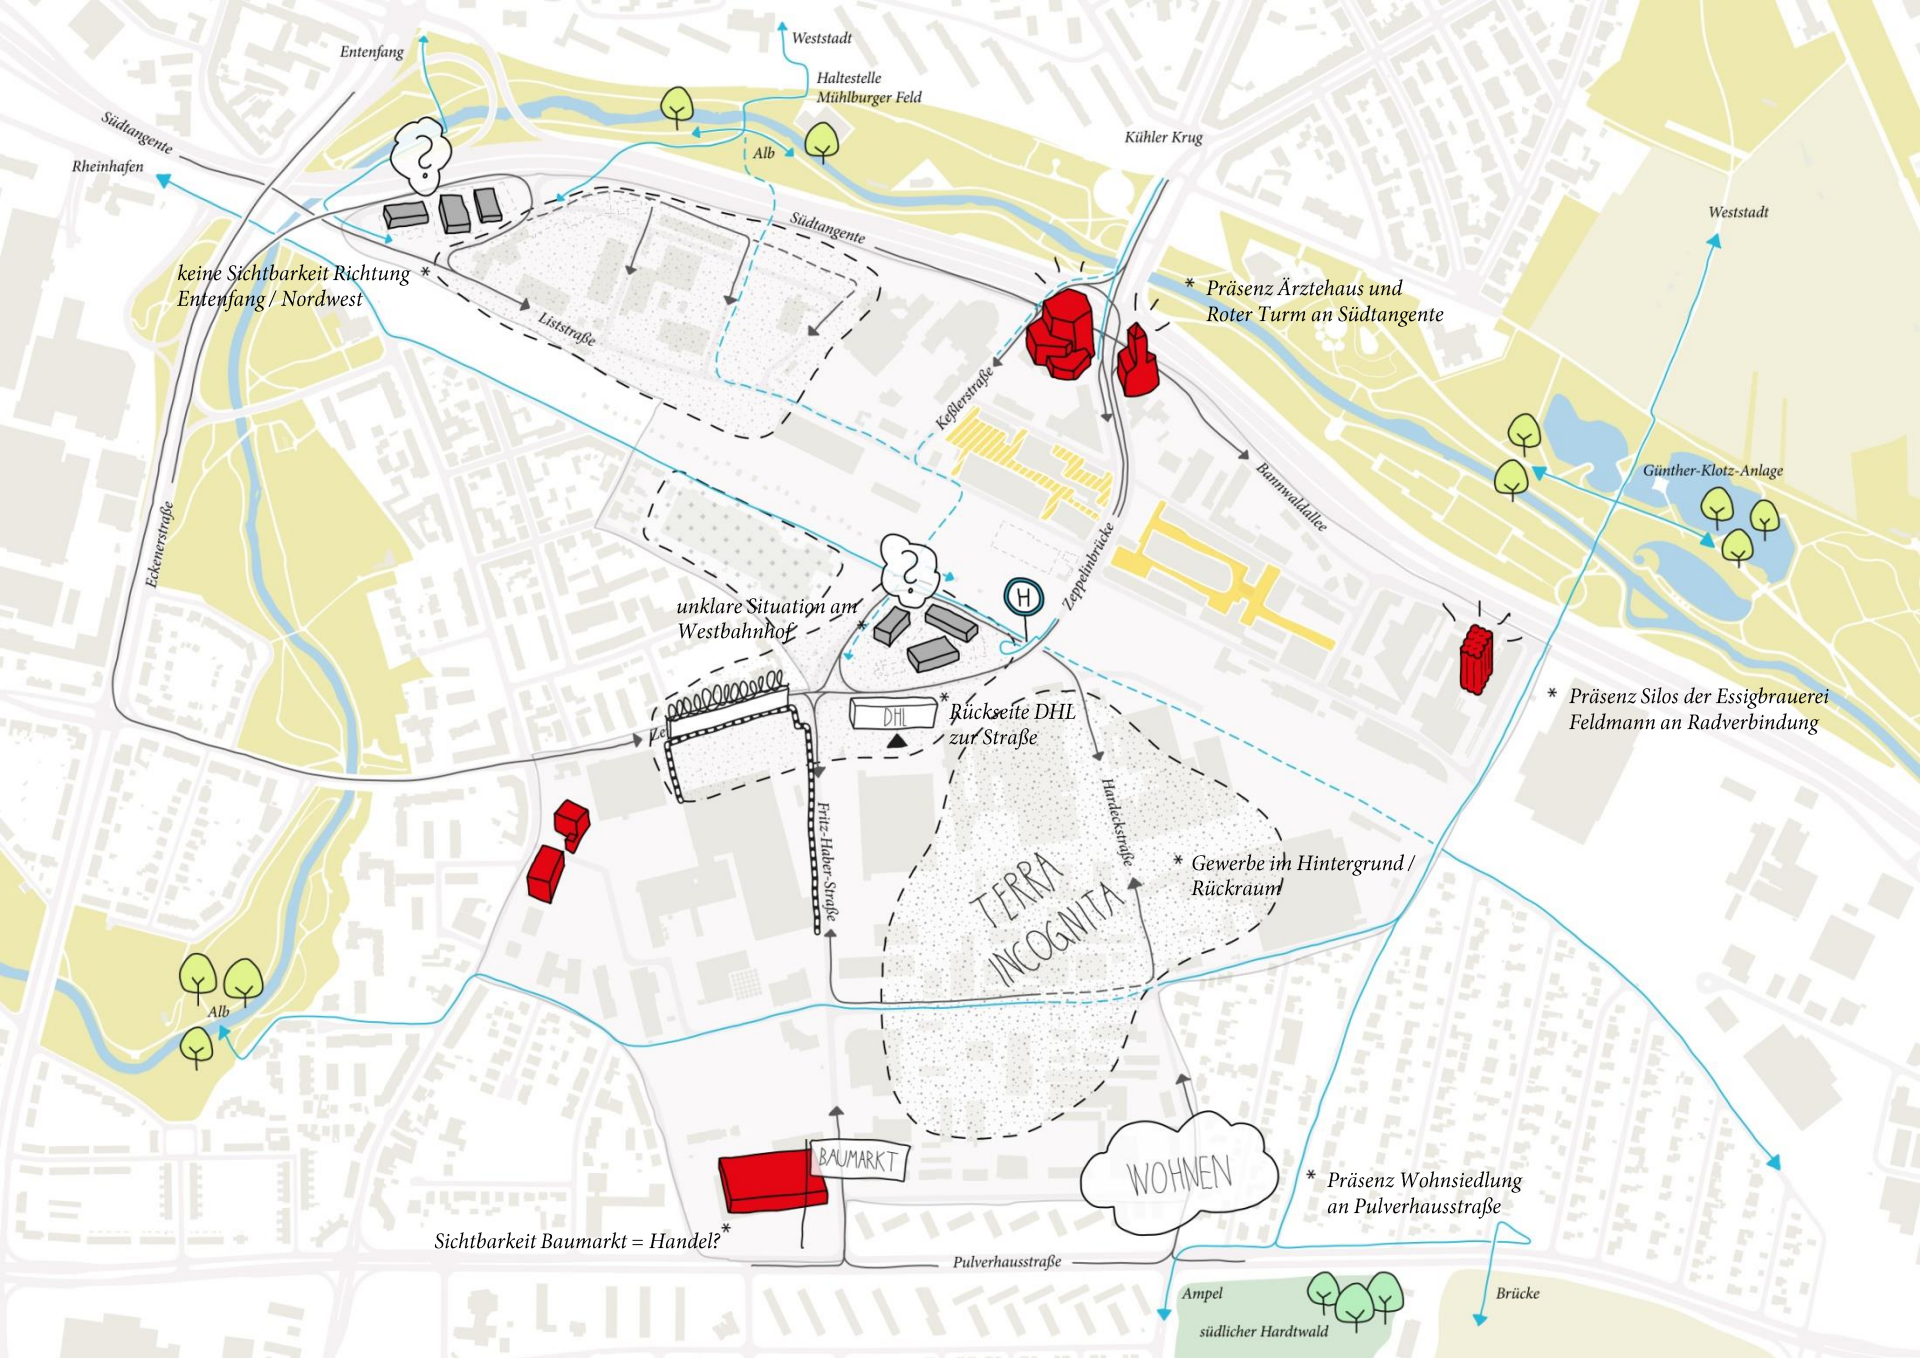 Entenfang
Weststadt
Haltestelle
Mühlburger Feld
Südtangente
Rheinhafen
?
Alb
Kühler Krug
Südtangente
Weststadt
keine Sichtbarkeit Richtung *
Entenfang / Nordwest
* Präsenz Ärztehaus und
Roter Turm an Südtangente
Liststraße
Keßlerstraße
Günther-Klotz-Anlage
Bannwaldallee
Eckenerstraße
Zeppelinbrücke
?
H
unklare Situation am
Westbahnhof *
* Präsenz Silos der Essigbrauerei
Feldmann an Radverbindung
DHL
* Rückseite DHL
zur Straße
Hardeckstraße
Fritz-Haber-Straße
* Gewerbe im Hintergrund /
Rückraum
TERRA
INCOGNITA
Alb
BAUMARKT
WOHNEN
* Präsenz Wohnsiedlung
an Pulverhausstraße
Sichtbarkeit Baumarkt = Handel? *
Pulverhausstraße
Ampel
Brücke
südlicher Hardtwald